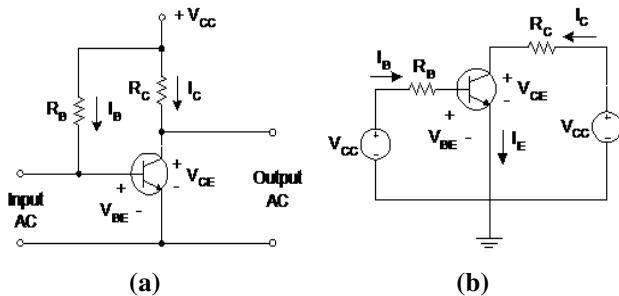 + V_CC
R_B
I_B
R_C
I_C
+
V_CE
-
+
V_BE -
Input
AC
Output
AC
(a)
I_B
R_B
R_C
I_C
+
V_CE
-
+
V_BE -
I_E
V_CC
+
-
V_CC
+
-
(b)